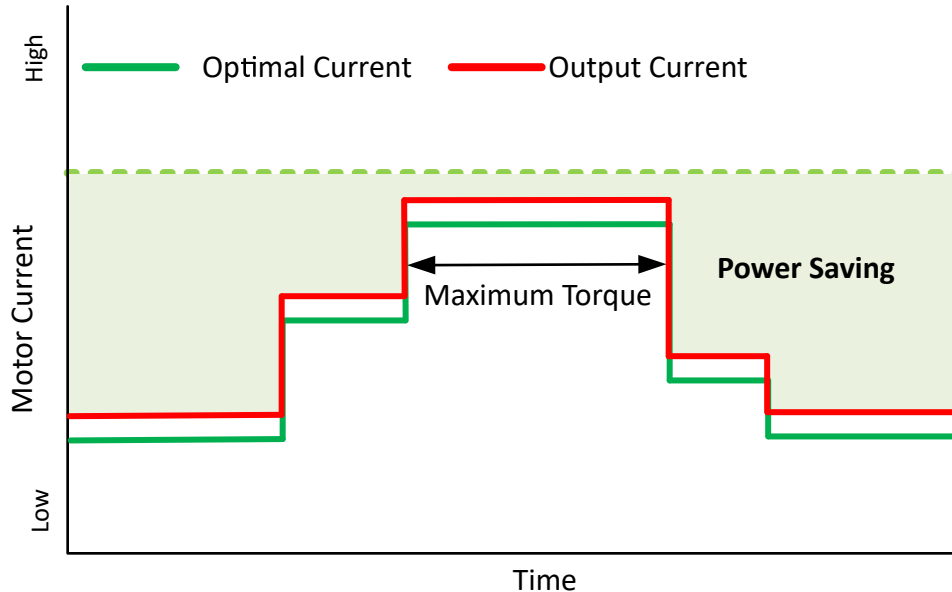 High
Optimal Current
Output Current
Motor Current
Power Saving
Maximum Torque
Low
Time